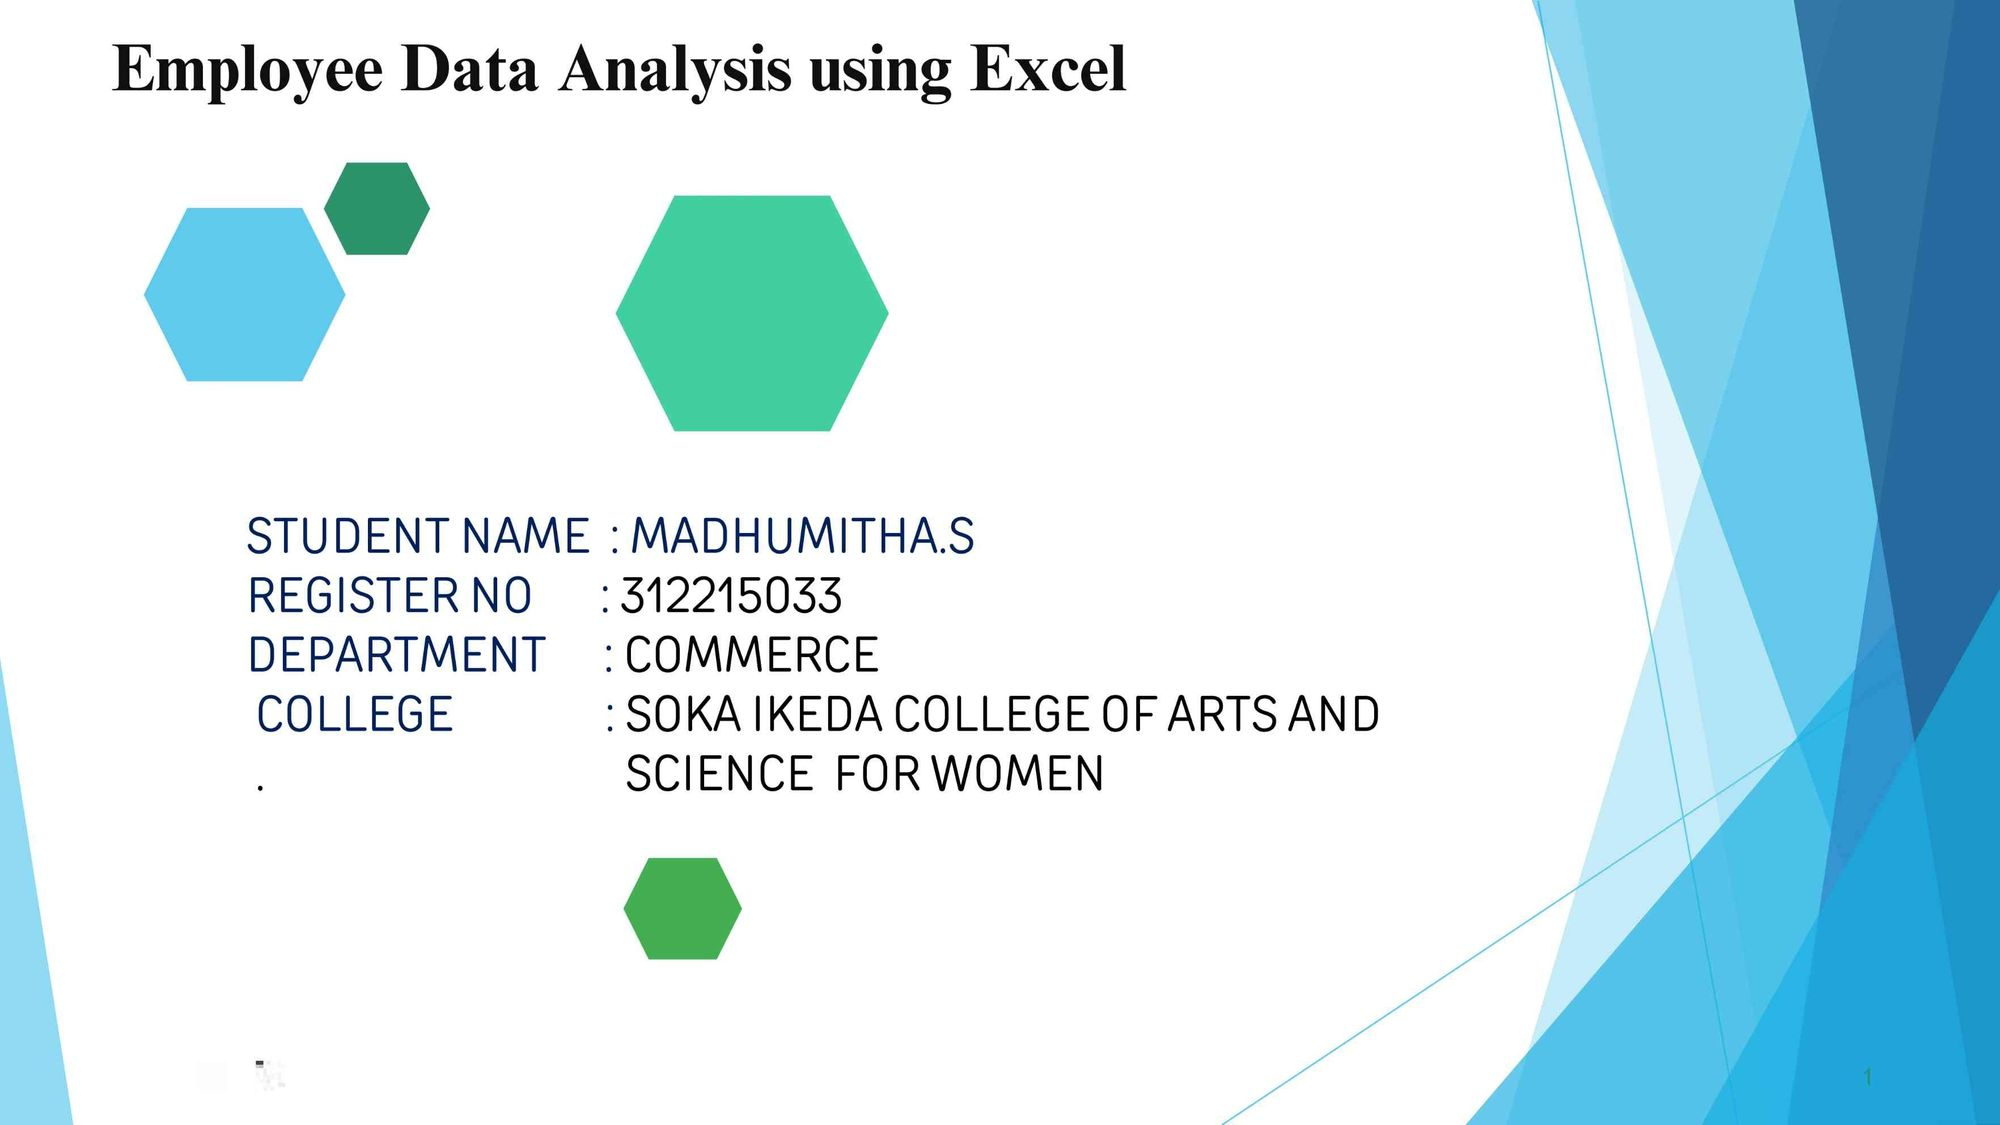 Employee Data Analysis using Excel
STUDENT NAME : MADHUMITHA.S
REGISTER NO : 312215033
DEPARTMENT : COMMERCE
COLLEGE : SOKA IKEDA COLLEGE OF ARTS AND
. SCIENCE FOR WOMEN
1